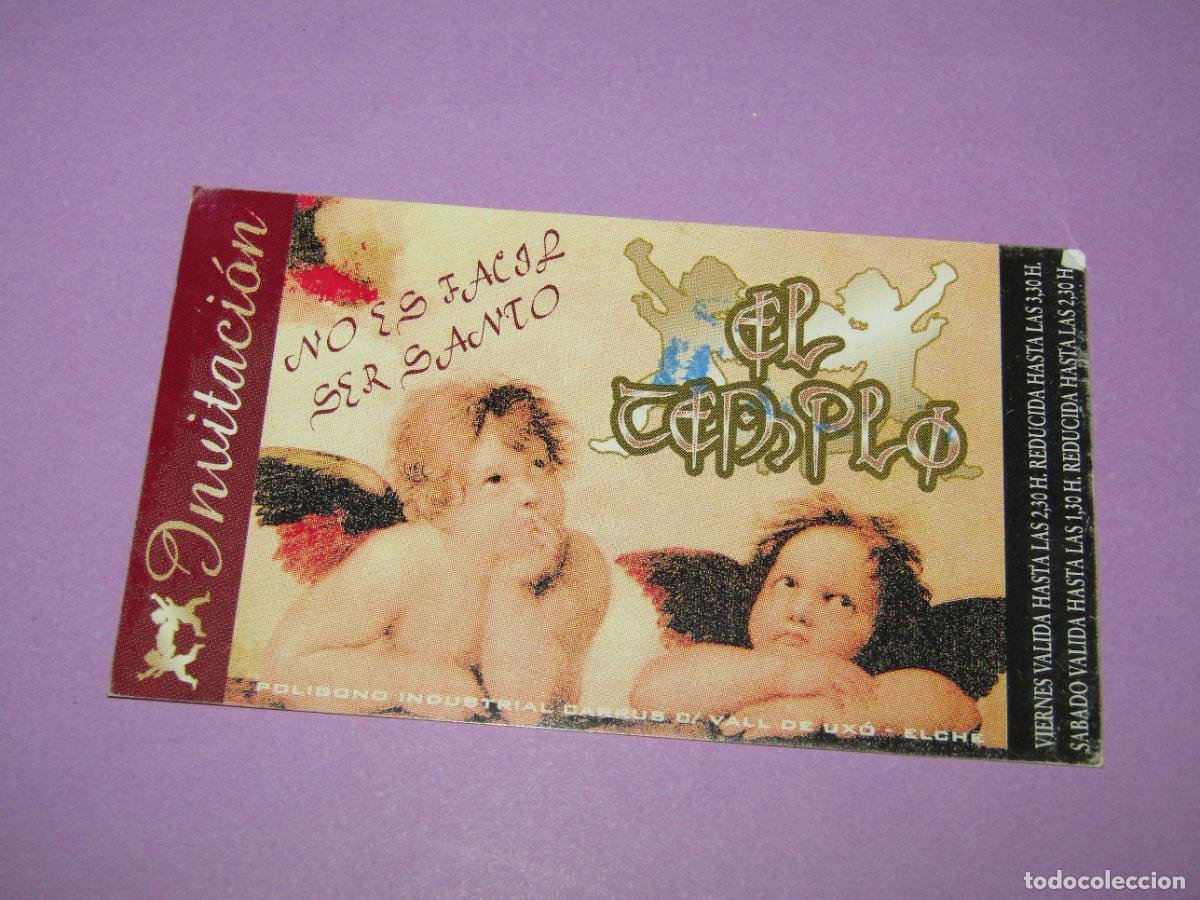 Invitación
NO ES FACIL
SER SANTO
EL
TEMPLO
POLIGONO INDUSTRIAL CARRUS C/ VALL DE UXÓ - ELCHE
VIERNES VALIDA HASTA LAS 2,30 H. REDUCIDA HASTA LAS 3,30 H.
SABADO VALIDA HASTA LAS 1,30 H. REDUCIDA HASTA LAS 2,30 H
todocoleccion